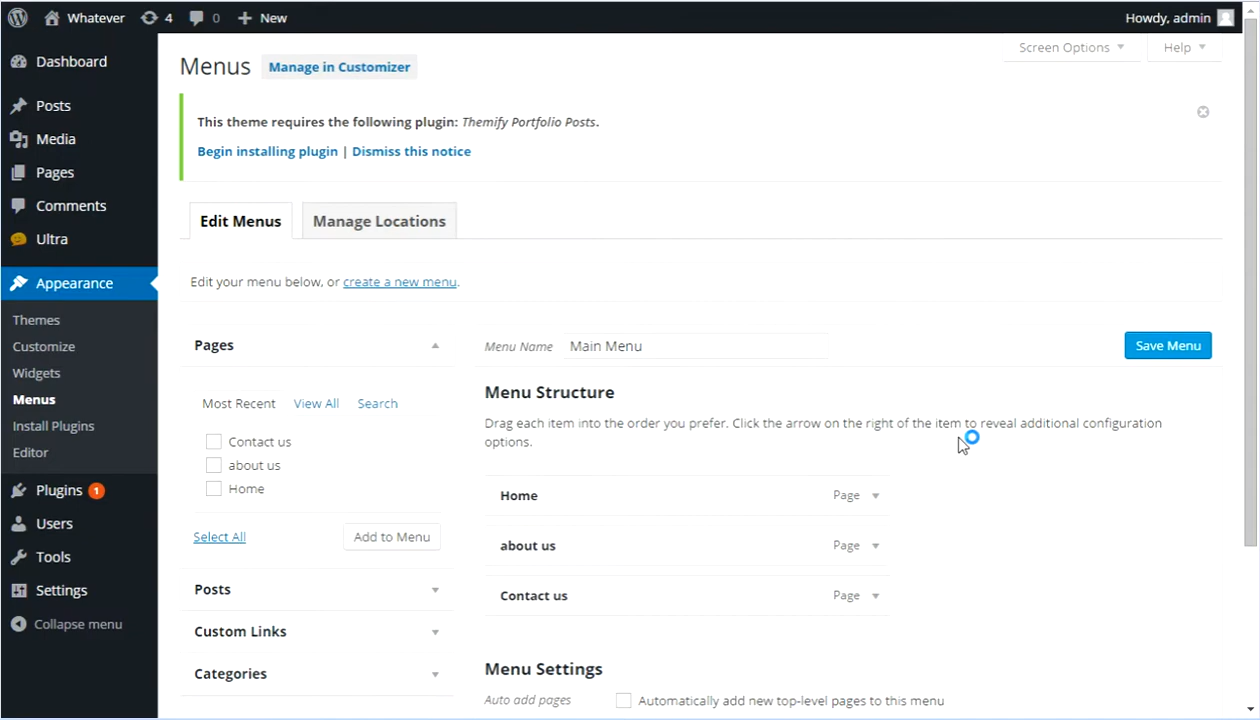 Whatever 4 0 New Howdy, admin
Screen Options Help
Dashboard
Posts
Media
Pages
Comments
Ultra
Appearance
Themes
Customize
Widgets
Menus
Install Plugins
Editor
Plugins 1
Users
Tools
Settings
Collapse menu
Menus Manage in Customizer
This theme requires the following plugin: Themify Portfolio Posts.
Begin installing plugin | Dismiss this notice
Edit Menus Manage Locations
Edit your menu below, or create a new menu.
Pages
Most Recent View All Search
Contact us
about us
Home
Select All Add to Menu
Posts
Custom Links
Categories
Menu Name Main Menu Save Menu
Menu Structure
Drag each item into the order you prefer. Click the arrow on the right of the item to reveal additional configuration
options.
Home Page
about us Page
Contact us Page
Menu Settings
Auto add pages Automatically add new top-level pages to this menu